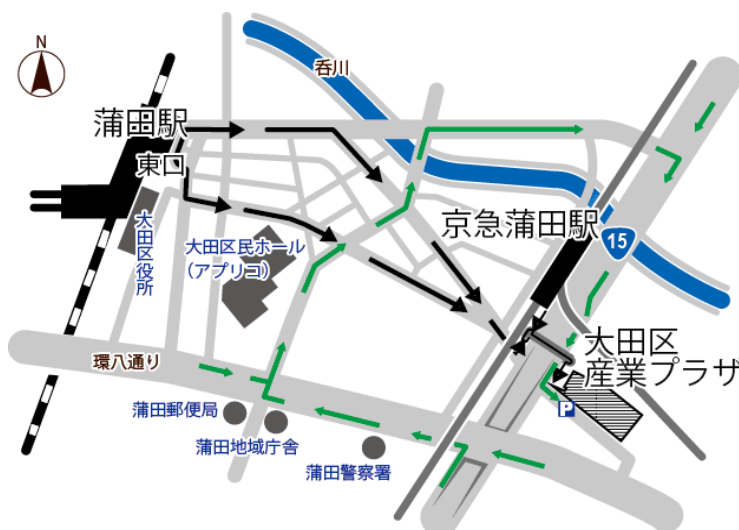 N
呑川
蒲田駅
東口
京急蒲田駅
15
大田区役所
大田区民ホール
(アプリコ)
大田区
産業プラザ
環八通り
P
蒲田郵便局
蒲田地域庁舎
蒲田警察署